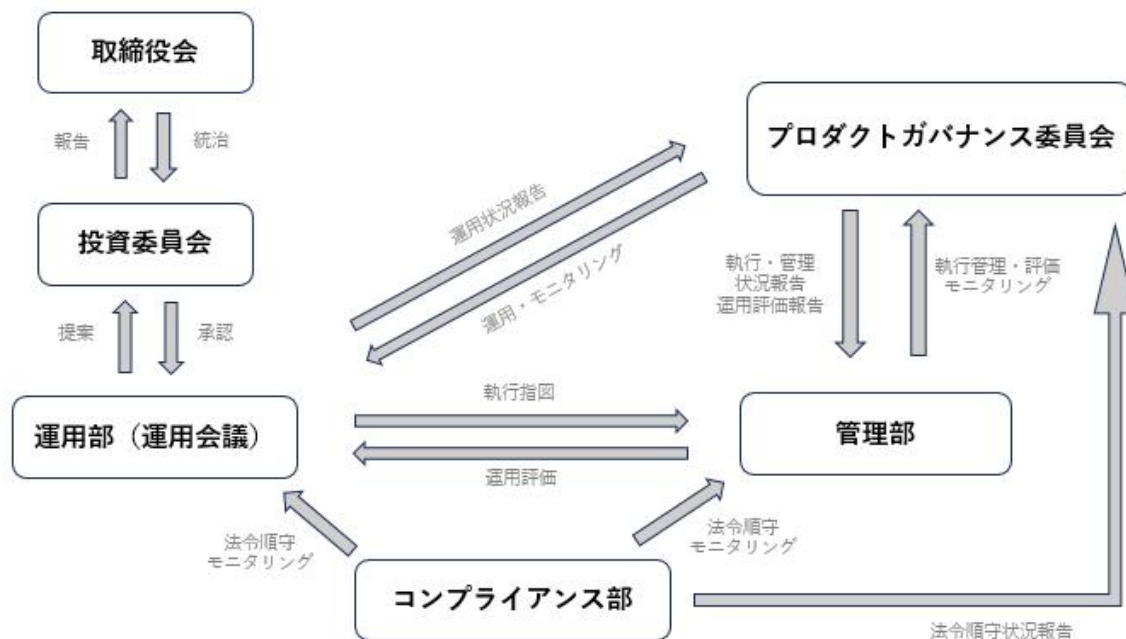 取締役会
報告
統治
投資委員会
提案
承認
運用部（運用会議）
プロダクトガバナンス委員会
運用状況報告
運用・モニタリング
執行・管理
状況報告
運用評価報告
執行管理・評価
モニタリング
執行指図
運用評価
管理部
法令順守
モニタリング
法令順守
モニタリング
コンプライアンス部
法令順守状況報告